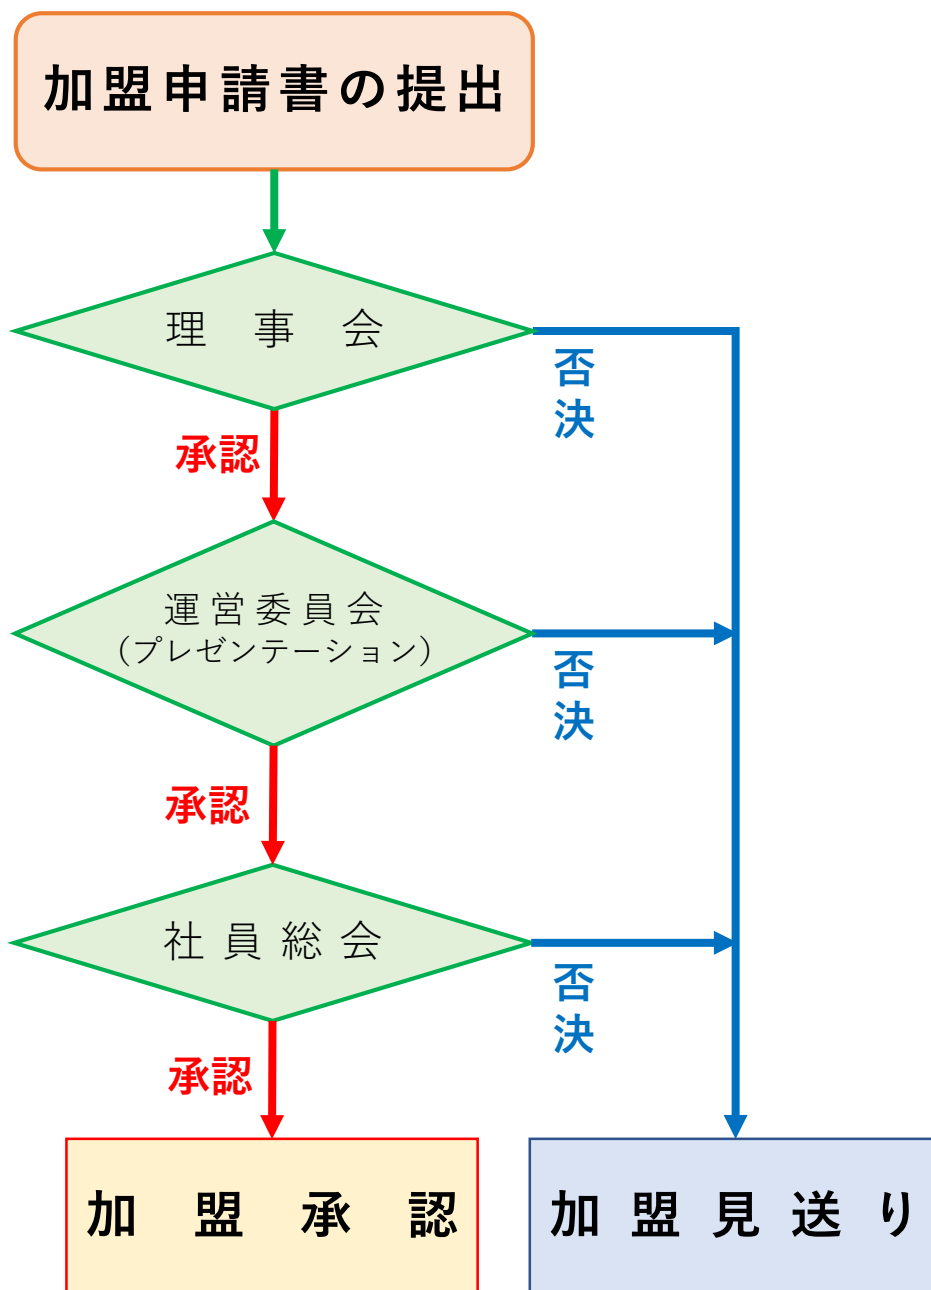 加盟申請書の提出
理事会
否決
承認
運営委員会
（プレゼンテーション）
否決
承認
社員総会
否決
承認
加盟承認
加盟見送り